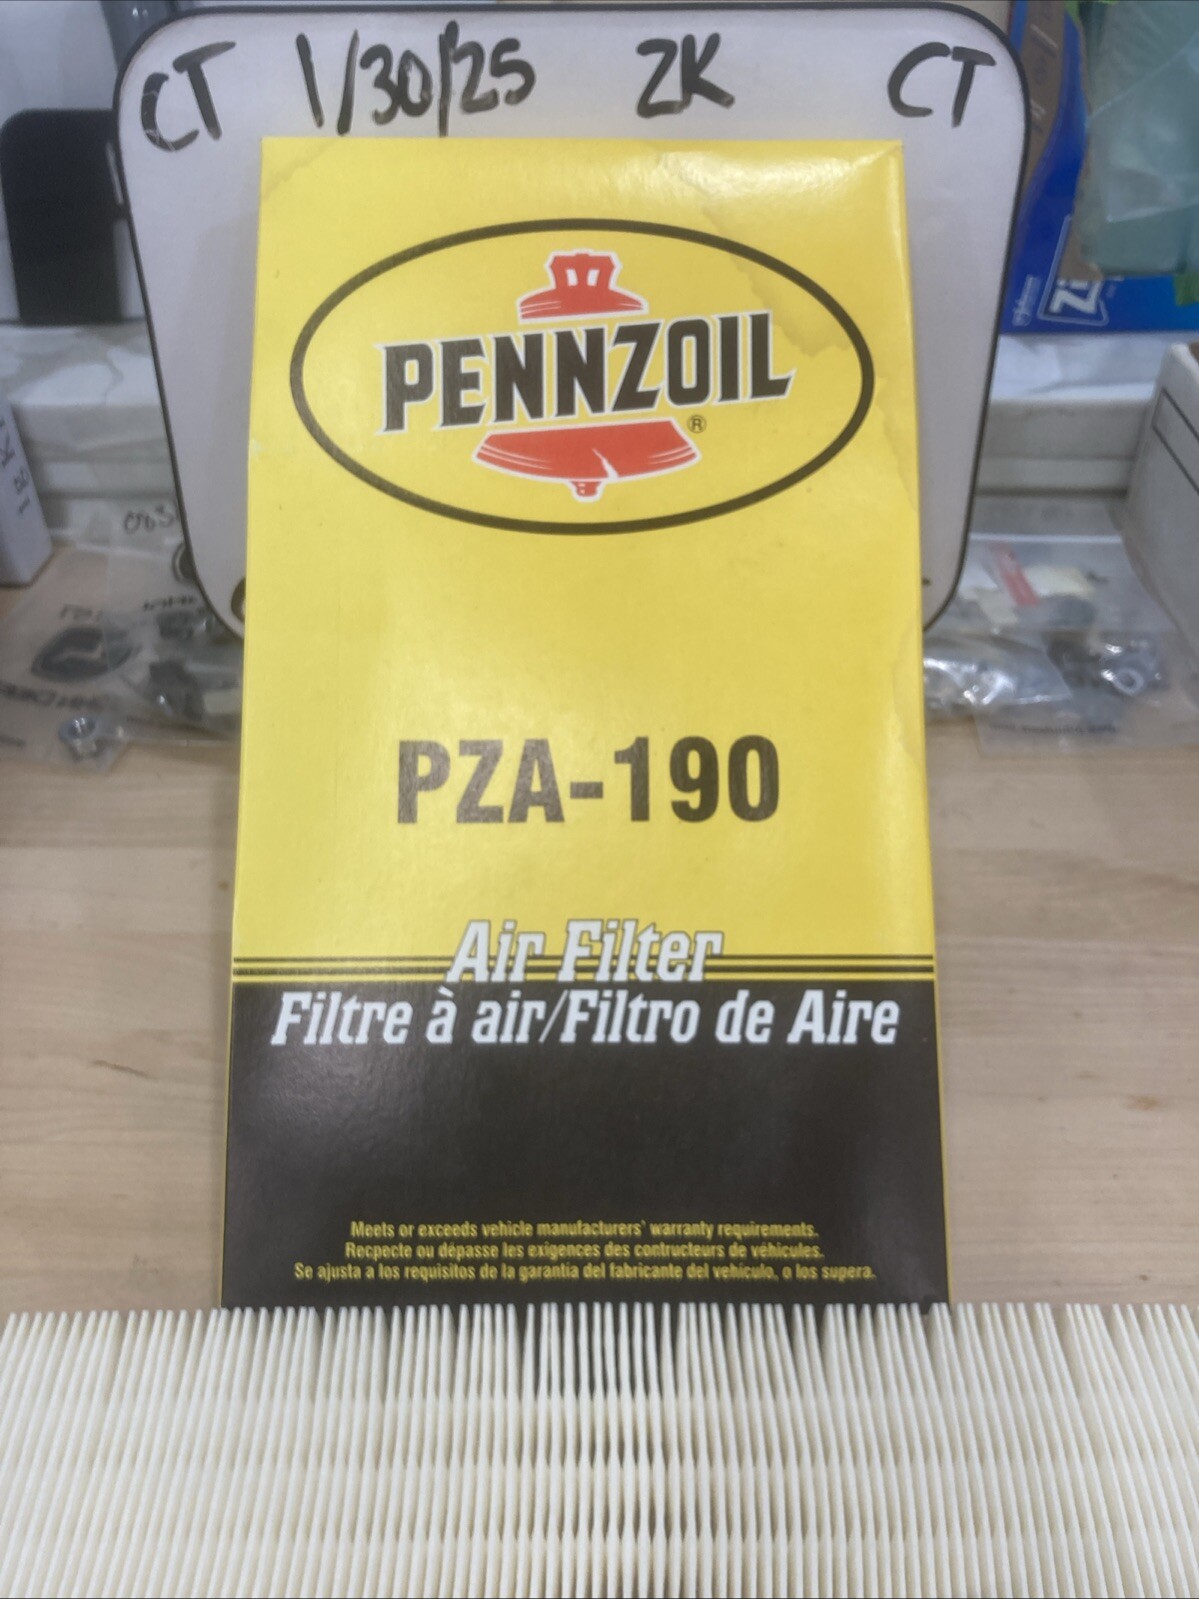 CT 1/30/25 ZK CT
PENNZOIL®
PZA-190
Air Filter
Filtre à air/Filtro de Aire
Meets or exceeds vehicle manufacturers' warranty requirements.
Recpecte ou dépasse les exigences des contructeurs de véhicules.
Se ajusta a los requisitos de la garantia del fabricante del vehículo, o los supera.